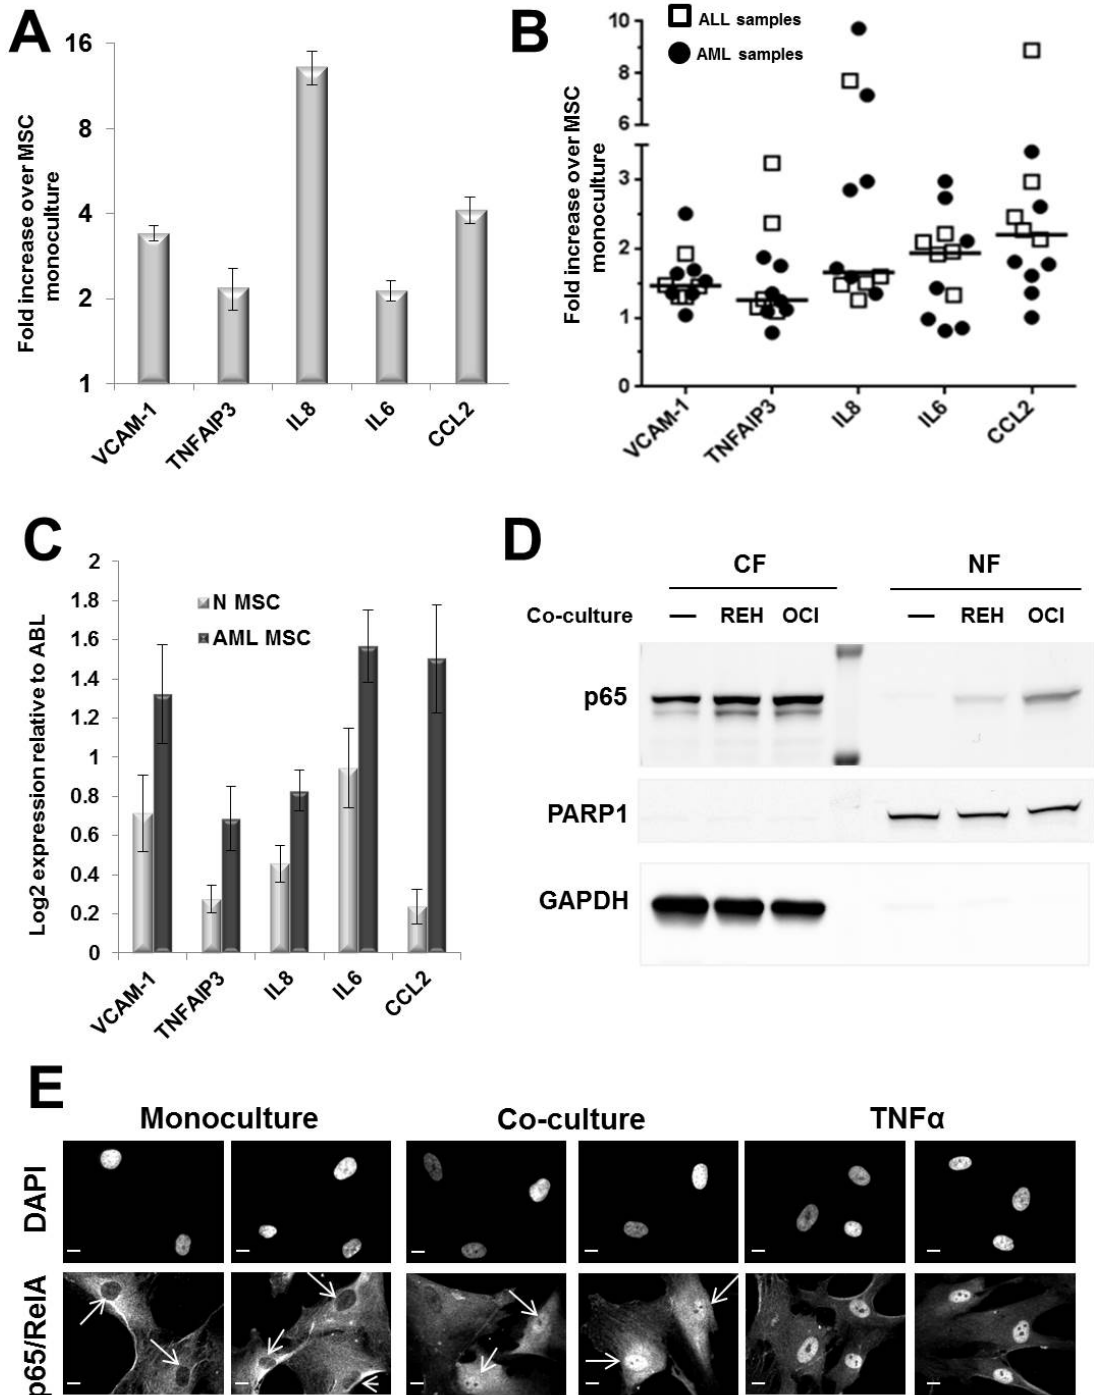 A
Fold increase over MSC
monoculture
16
8
4
2
1
VCAM-1
TNFAIP3
IL8
IL6
CCL2
B
ALL samples
AML samples
Fold increase over MSC
monoculture
10
8
6
3
2
1
0
VCAM-1
TNFAIP3
IL8
IL6
CCL2
C
Log2 expression relative to ABL
2
1.8
1.6
1.4
1.2
1
0.8
0.6
0.4
0.2
0
N MSC
AML MSC
VCAM-1
TNFAIP3
IL8
IL6
CCL2
D
CF NF
Co-culture — REH OCI — REH OCI
p65
PARP1
GAPDH
E
Monoculture Co-culture TNFα
DAPI
p65/RelA